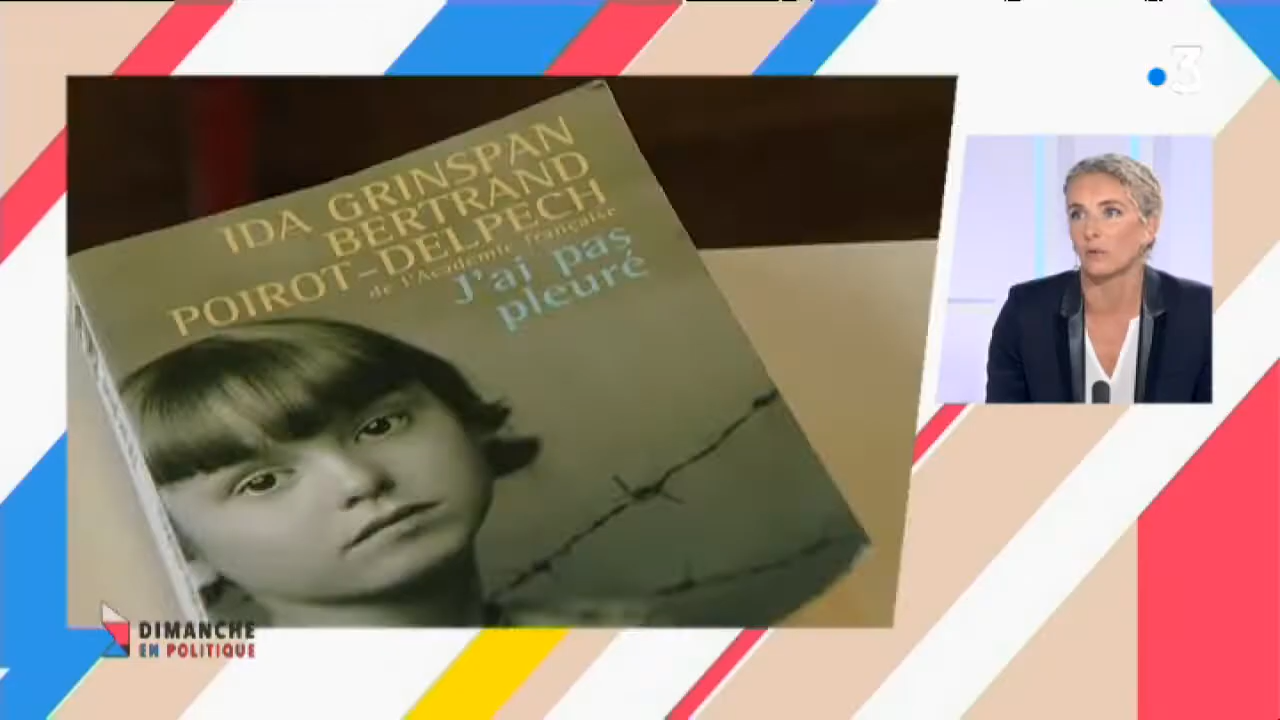 3
IDA GRINSPAN
BERTRAND
POIROT-DELPECH
de l'Académie française
J'ai pas
pleuré
DIMANCHE
EN POLITIQUE